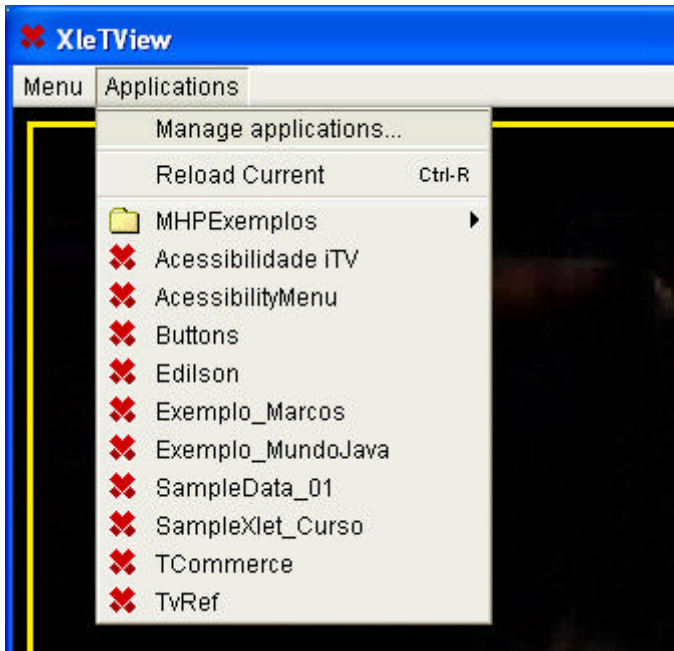 XleTView
Menu Applications
Manage applications...
Reload Current Ctrl-R
MHPExemplos
Acessibilidade iTV
AcessibilityMenu
Buttons
Edilson
Exemplo_Marcos
Exemplo_MundoJava
SampleData_01
SampleXlet_Curso
TCommerce
TvRef